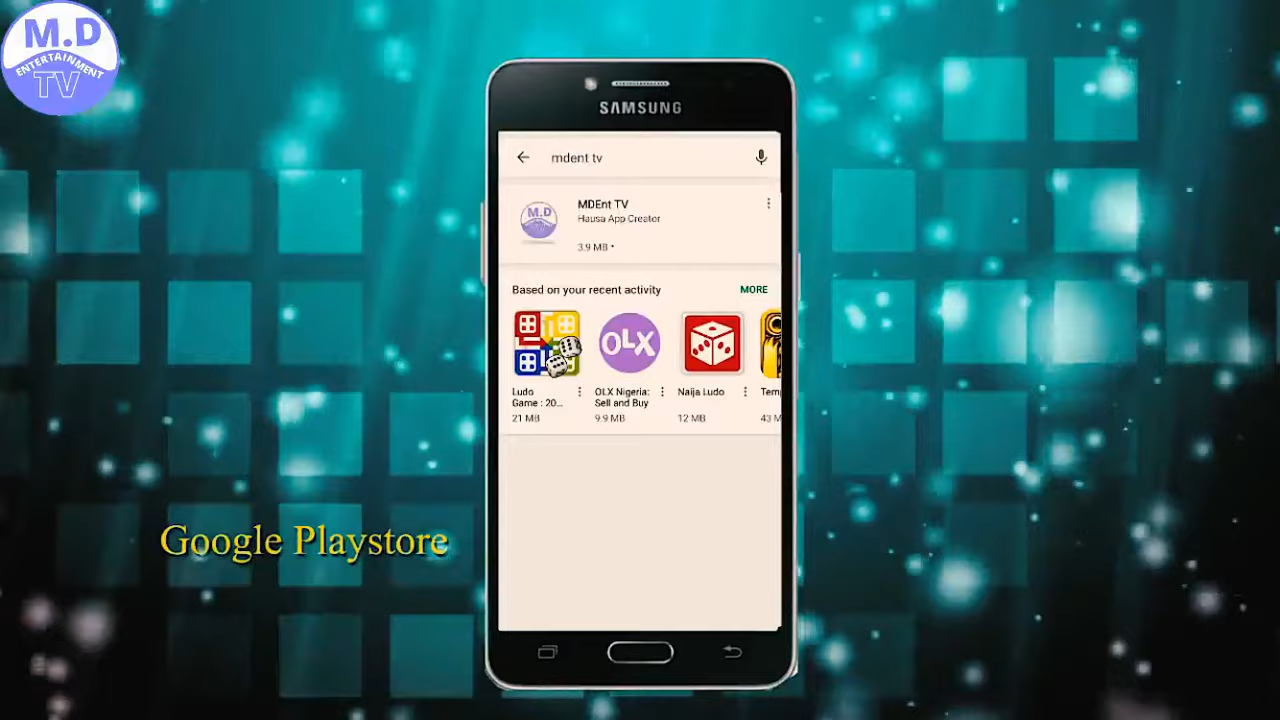 M.D
ENTERTAINMENT
TV
SAMSUNG
mdent tv
M.D
MDEnt TV
Hausa App Creator
3.9 MB •
Based on your recent activity
MORE
OLX
Ludo
Game : 20...
21 MB
OLX Nigeria:
Sell and Buy
9.9 MB
Naija Ludo
12 MB
Tem
43 M
Google Playstore